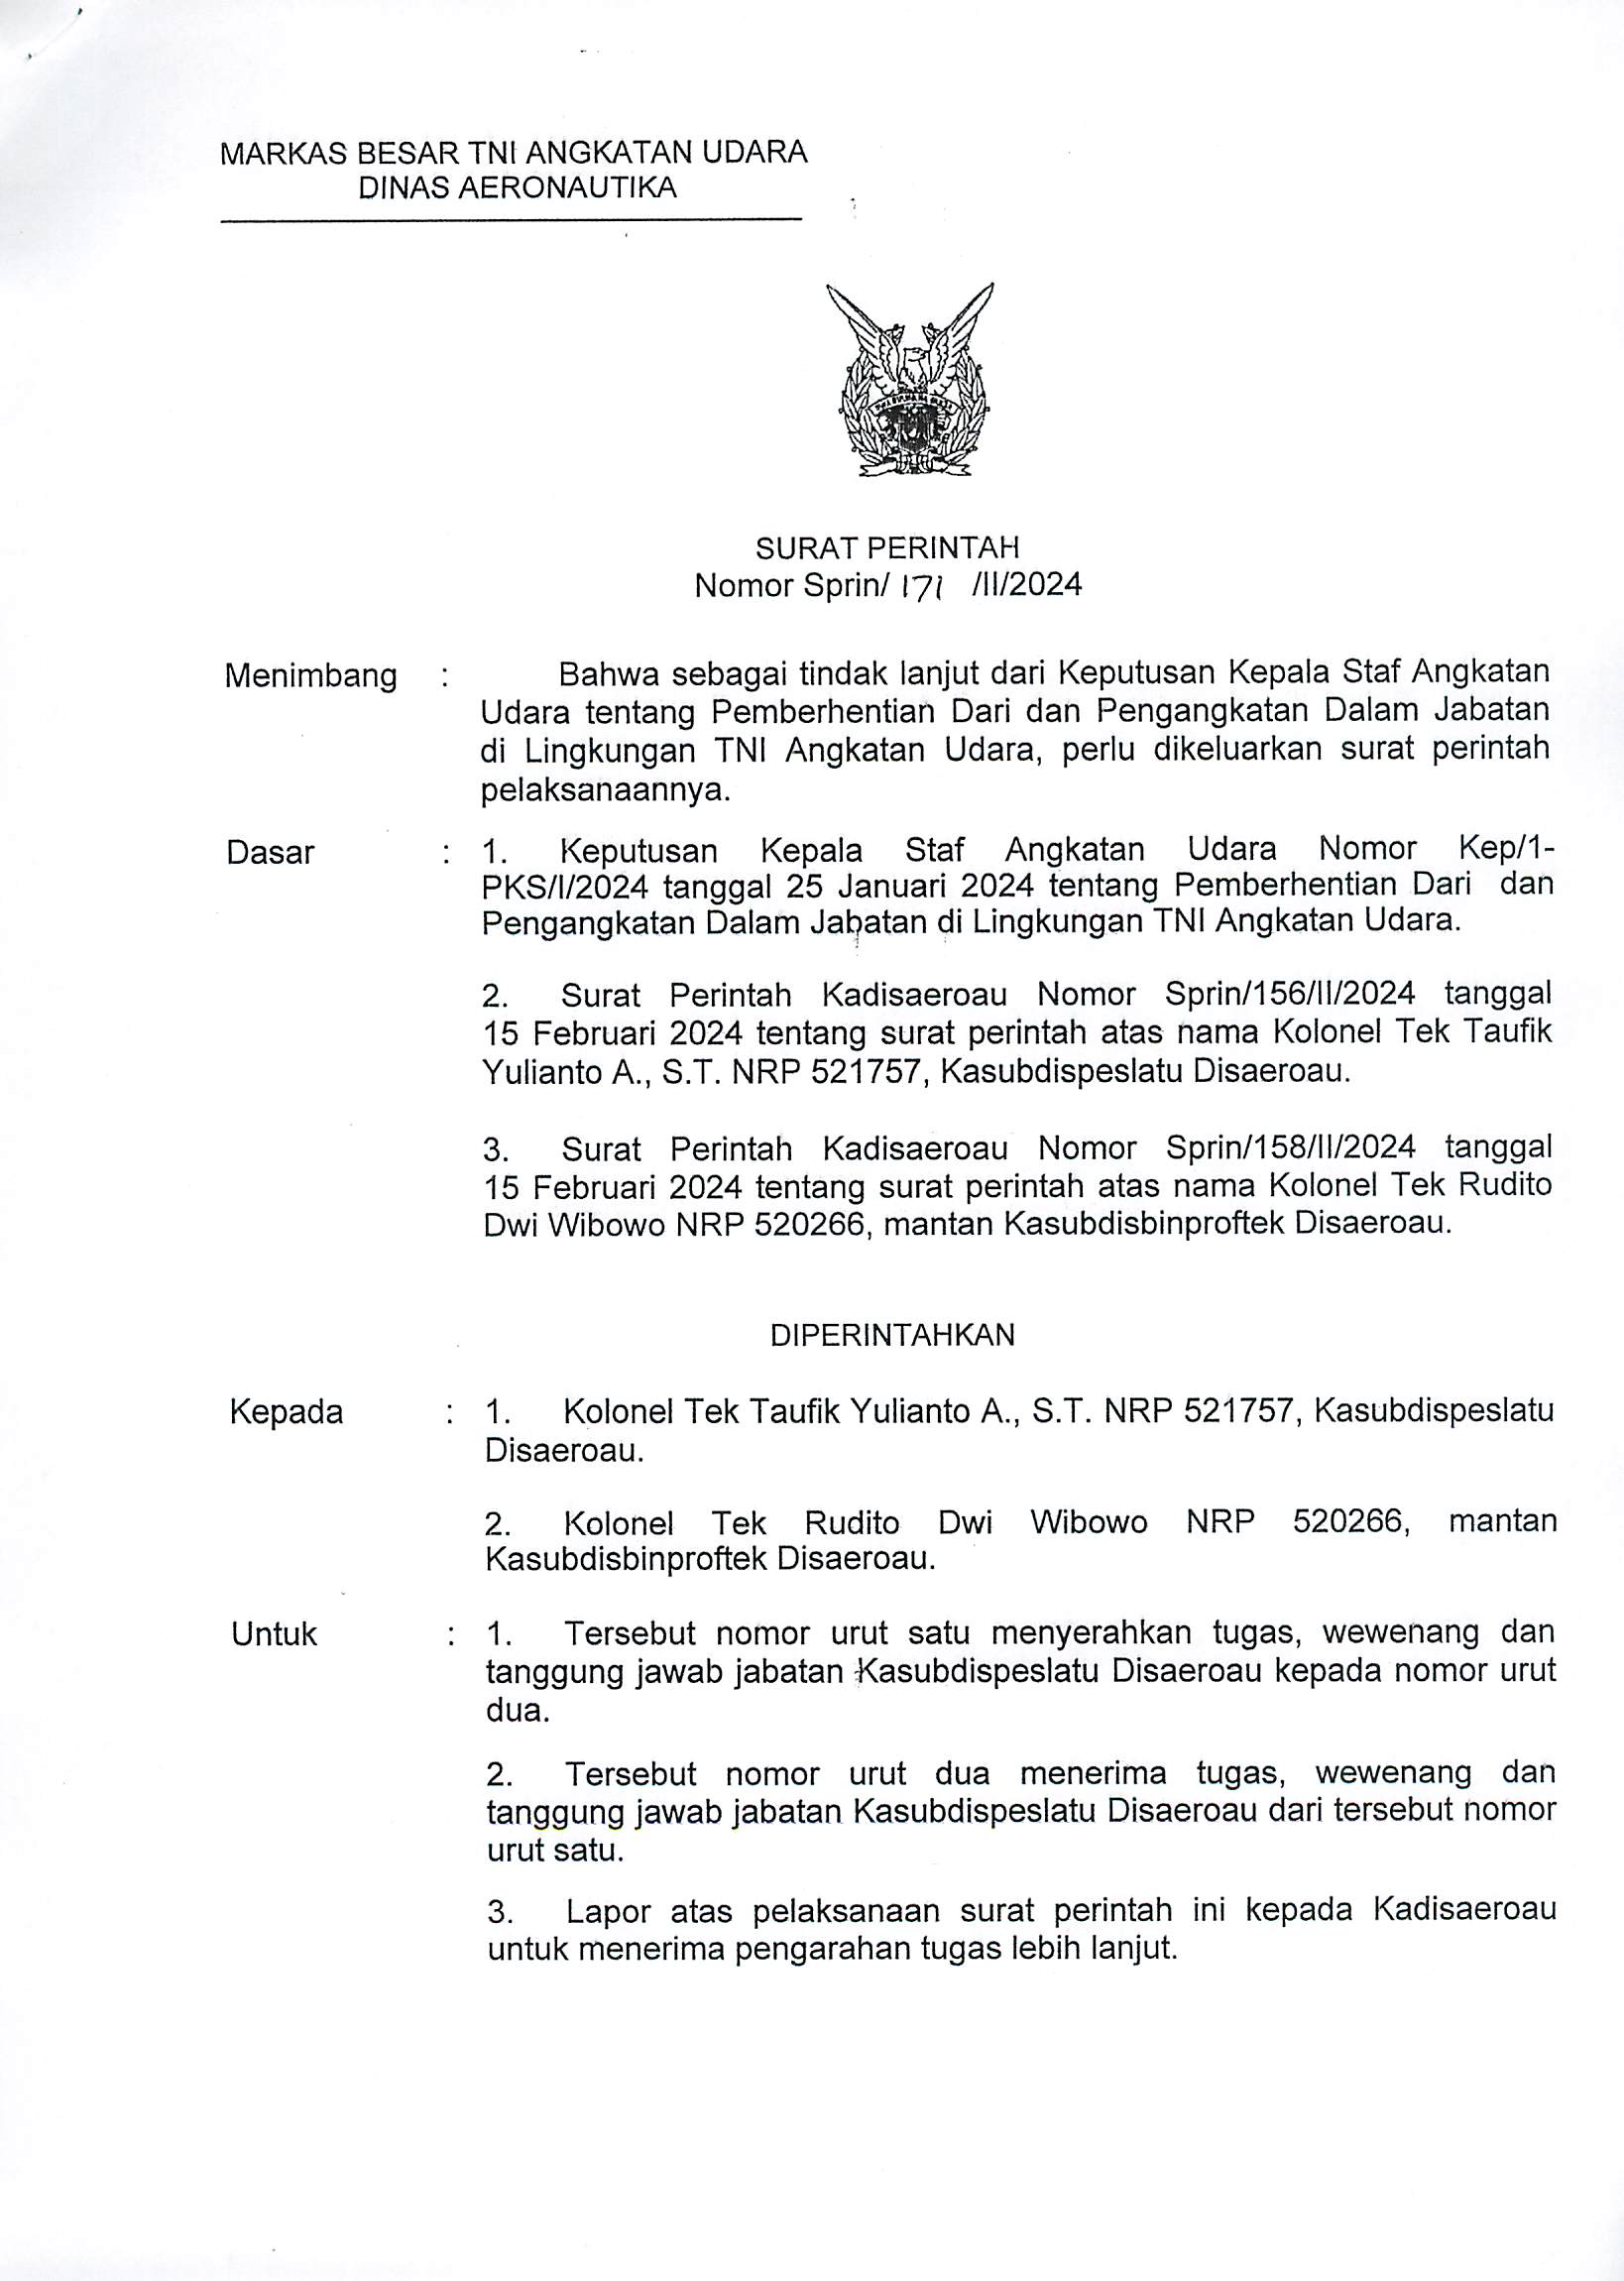 MARKAS BESAR TNI ANGKATAN UDARA
DINAS AERONAUTIKA
SURAT PERINTAH
Nomor Sprin/ 171 /II/2024
Menimbang : Bahwa sebagai tindak lanjut dari Keputusan Kepala Staf Angkatan
Udara tentang Pemberhentian Dari dan Pengangkatan Dalam Jabatan
di Lingkungan TNI Angkatan Udara, perlu dikeluarkan surat perintah
pelaksanaannya.
Dasar : 1. Keputusan Kepala Staf Angkatan Udara Nomor Kep/1-
PKS/I/2024 tanggal 25 Januari 2024 tentang Pemberhentian Dari dan
Pengangkatan Dalam Jabatan di Lingkungan TNI Angkatan Udara.
2. Surat Perintah Kadisaeroau Nomor Sprin/156/II/2024 tanggal
15 Februari 2024 tentang surat perintah atas nama Kolonel Tek Taufik
Yulianto A., S.T. NRP 521757, Kasubdispeslatu Disaeroau.
3. Surat Perintah Kadisaeroau Nomor Sprin/158/II/2024 tanggal
15 Februari 2024 tentang surat perintah atas nama Kolonel Tek Rudito
Dwi Wibowo NRP 520266, mantan Kasubdisbinproftek Disaeroau.
DIPERINTAHKAN
Kepada : 1. Kolonel Tek Taufik Yulianto A., S.T. NRP 521757, Kasubdispeslatu
Disaeroau.
2. Kolonel Tek Rudito Dwi Wibowo NRP 520266, mantan
Kasubdisbinproftek Disaeroau.
Untuk : 1. Tersebut nomor urut satu menyerahkan tugas, wewenang dan
tanggung jawab jabatan Kasubdispeslatu Disaeroau kepada nomor urut
dua.
2. Tersebut nomor urut dua menerima tugas, wewenang dan
tanggung jawab jabatan Kasubdispeslatu Disaeroau dari tersebut nomor
urut satu.
3. Lapor atas pelaksanaan surat perintah ini kepada Kadisaeroau
untuk menerima pengarahan tugas lebih lanjut.